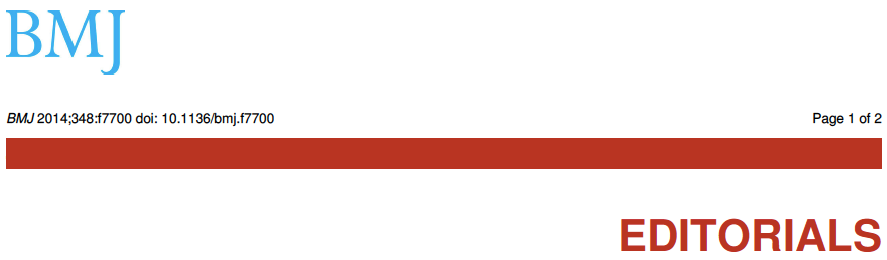 BMJ
BMJ 2014;348:f7700 doi: 10.1136/bmj.f7700 Page 1 of 2
EDITORIALS